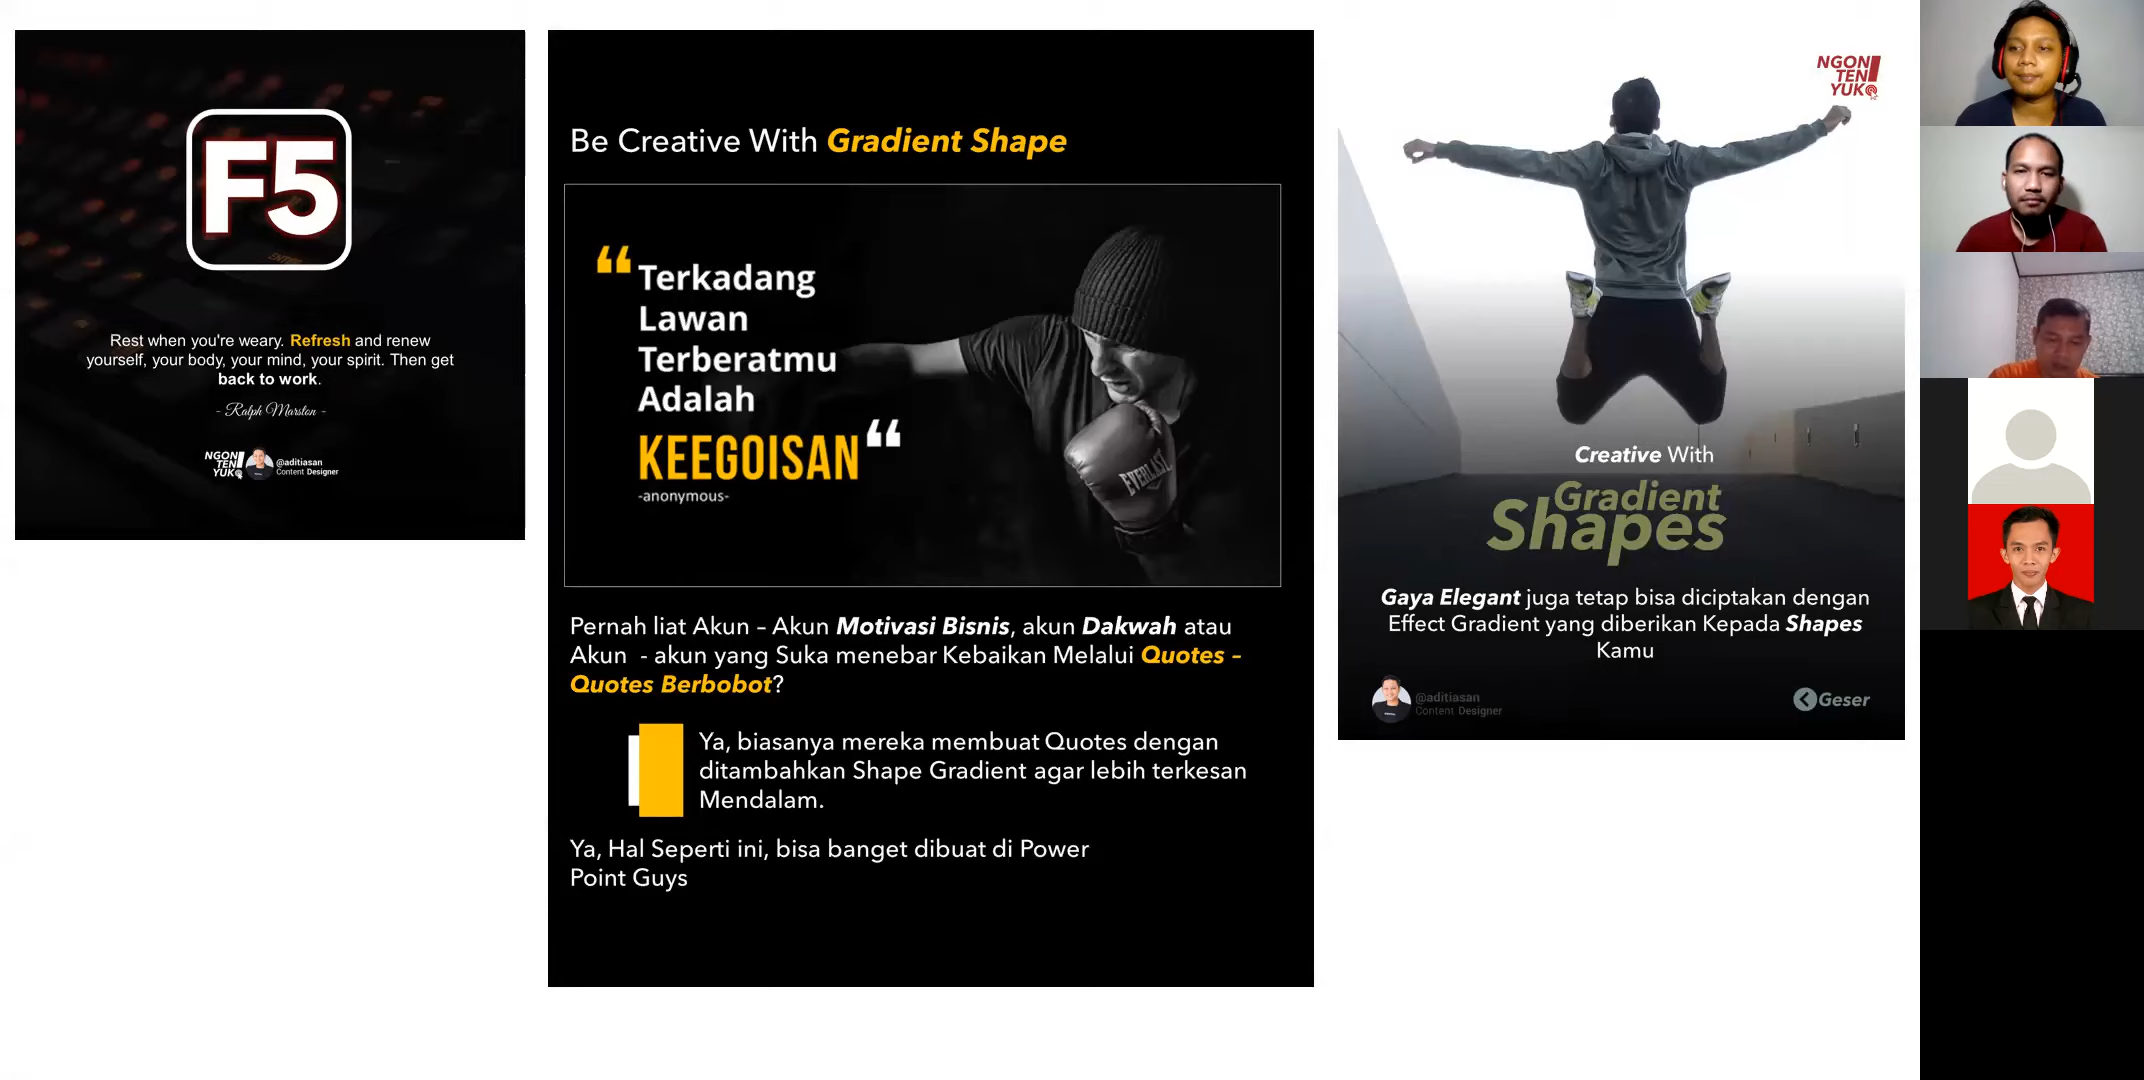 F5
Rest when you're weary. Refresh and renew
yourself, your body, your mind, your spirit. Then get
back to work.
- Ralph Marston -
NGON
TEN
YUK!
@aditiasan
Content Designer
Be Creative With Gradient Shape
“ Terkadang
Lawan
Terberatmu
Adalah
KEEGOISAN “
-anonymous-
EVERLAST
Pernah liat Akun – Akun Motivasi Bisnis, akun Dakwah atau
Akun  - akun yang Suka menebar Kebaikan Melalui Quotes –
Quotes Berbobot?
Ya, biasanya mereka membuat Quotes dengan
ditambahkan Shape Gradient agar lebih terkesan
Mendalam.
Ya, Hal Seperti ini, bisa banget dibuat di Power
Point Guys
NGON
TEN
YUK!
Creative With
Gradient
Shapes
Gaya Elegant juga tetap bisa diciptakan dengan
Effect Gradient yang diberikan Kepada Shapes
Kamu
@aditiasan
Content Designer
Geser